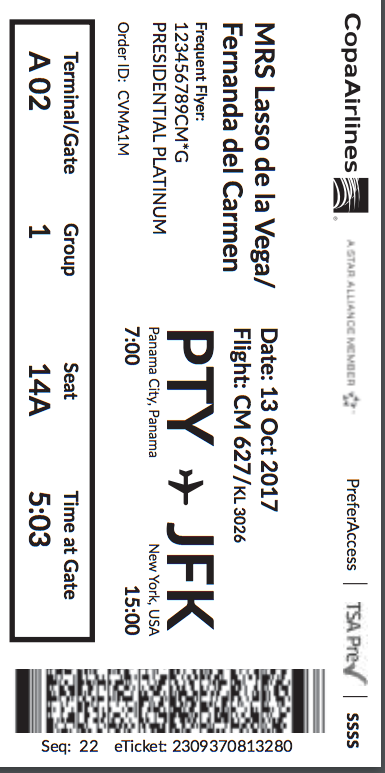 CopaAirlines
A STAR ALLIANCE MEMBER
PreferAccess | TSA Pre✓ | SSSS
MRS Lasso de la Vega/
Fernanda del Carmen
Frequent Flyer:
123456789CM*G
PRESIDENTIAL PLATINUM
Order ID: CVMA1M
Date: 13 Oct 2017
Flight: CM 627/KL 3026
PTY ✈ JFK
Panama City, Panama New York, USA
7:00 15:00
Terminal/Gate Group Seat Time at Gate
A 02 1 14A 5:03
Seq: 22 eTicket: 2309370813280